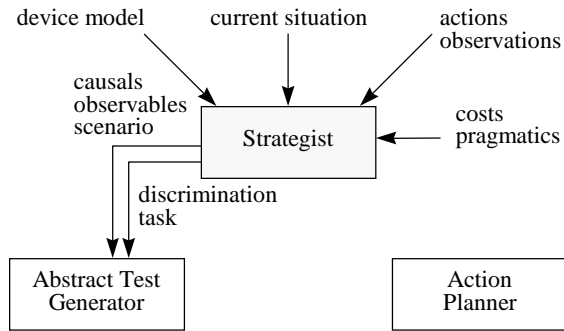 device model
current situation
actions
observations
causals
observables
scenario
Strategist
costs
pragmatics
discrimination
task
Abstract Test
Generator
Action
Planner